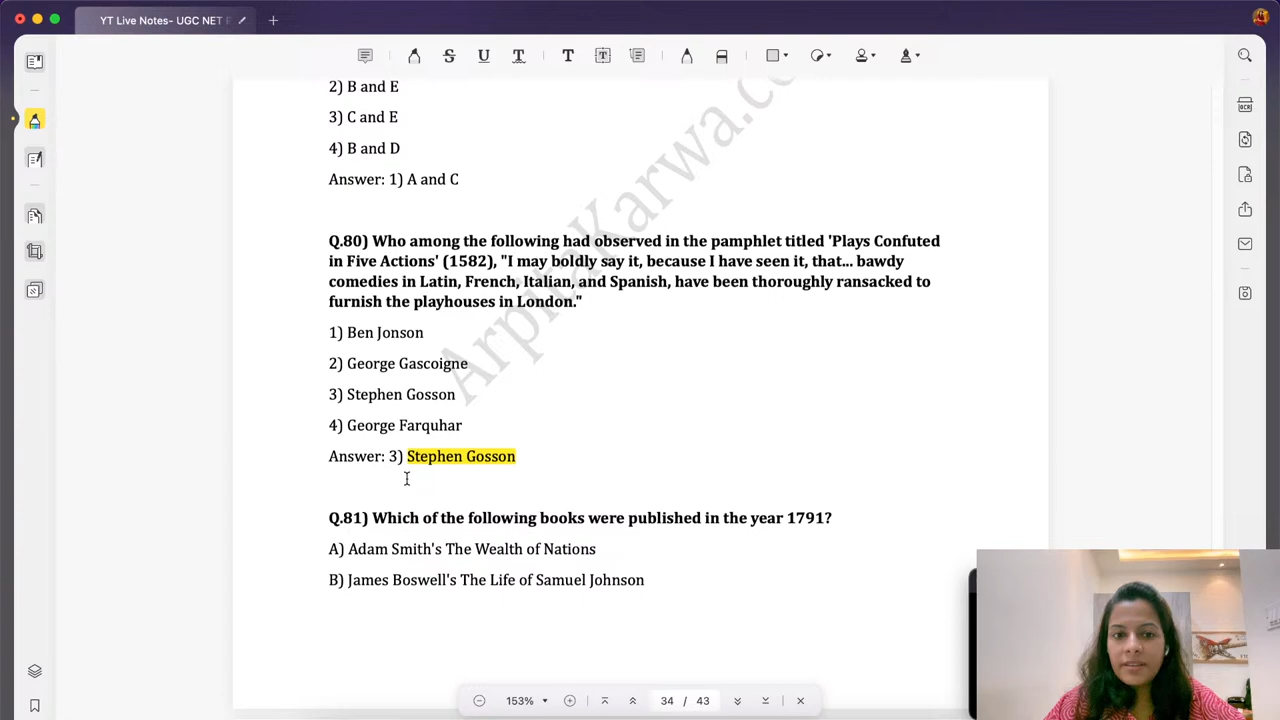 YT Live Notes- UGC NET P
2) B and E
3) C and E
4) B and D
Answer: 1) A and C
Q.80) Who among the following had observed in the pamphlet titled 'Plays Confuted
in Five Actions' (1582), "I may boldly say it, because I have seen it, that... bawdy
comedies in Latin, French, Italian, and Spanish, have been thoroughly ransacked to
furnish the playhouses in London."
1) Ben Jonson
2) George Gascoigne
3) Stephen Gosson
4) George Farquhar
Answer: 3) Stephen Gosson
Q.81) Which of the following books were published in the year 1791?
A) Adam Smith's The Wealth of Nations
B) James Boswell's The Life of Samuel Johnson
ArpitaKarwa.co
153%
34 / 43
OCR